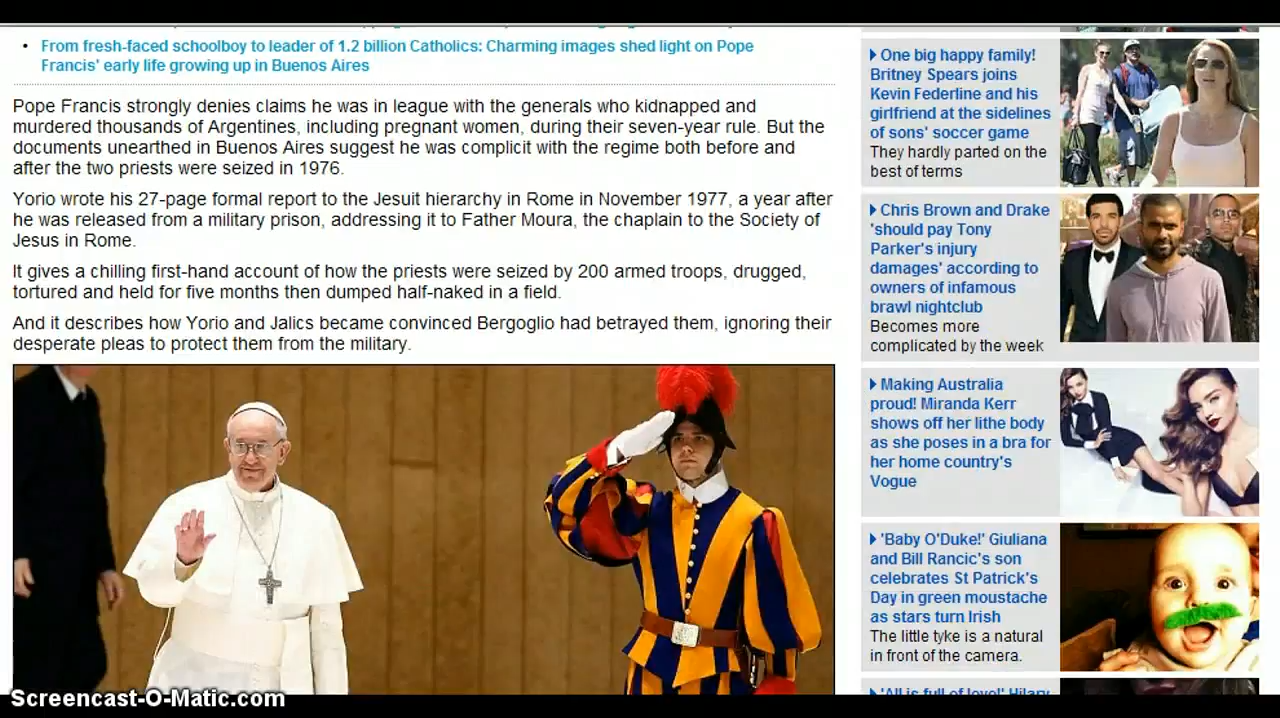 • From fresh-faced schoolboy to leader of 1.2 billion Catholics: Charming images shed light on Pope
Francis' early life growing up in Buenos Aires
Pope Francis strongly denies claims he was in league with the generals who kidnapped and
murdered thousands of Argentines, including pregnant women, during their seven-year rule. But the
documents unearthed in Buenos Aires suggest he was complicit with the regime both before and
after the two priests were seized in 1976.
Yorio wrote his 27-page formal report to the Jesuit hierarchy in Rome in November 1977, a year after
he was released from a military prison, addressing it to Father Moura, the chaplain to the Society of
Jesus in Rome.
It gives a chilling first-hand account of how the priests were seized by 200 armed troops, drugged,
tortured and held for five months then dumped half-naked in a field.
And it describes how Yorio and Jalics became convinced Bergoglio had betrayed them, ignoring their
desperate pleas to protect them from the military.
One big happy family!
Britney Spears joins
Kevin Federline and his
girlfriend at the sidelines
of sons' soccer game
They hardly parted on the
best of terms
Chris Brown and Drake
'should pay Tony
Parker's injury
damages' according to
owners of infamous
brawl nightclub
Becomes more
complicated by the week
Making Australia
proud! Miranda Kerr
shows off her lithe body
as she poses in a bra for
her home country's
Vogue
'Baby O'Duke!' Giuliana
and Bill Rancic's son
celebrates St Patrick's
Day in green moustache
as stars turn Irish
The little tyke is a natural
in front of the camera.
'All is full of love!' Hilary
Screencast-O-Matic.com